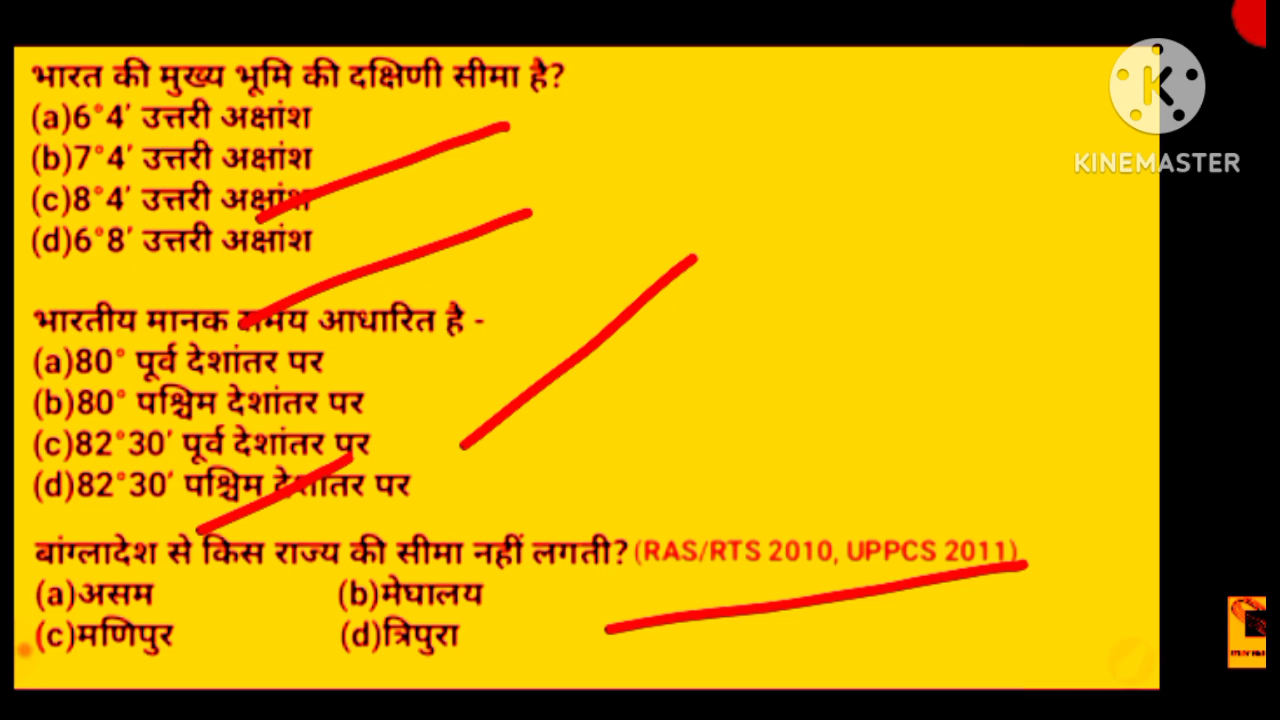 भारत की मुख्य भूमि की दक्षिणी सीमा है?
(a)6°4' उत्तरी अक्षांश
(b)7°4' उत्तरी अक्षांश
(c)8°4' उत्तरी अक्षांश
(d)6°8' उत्तरी अक्षांश
भारतीय मानक समय आधारित है -
(a)80° पूर्व देशांतर पर
(b)80° पश्चिम देशांतर पर
(c)82°30' पूर्व देशांतर पर
(d)82°30' पश्चिम देशांतर पर
बांग्लादेश से किस राज्य की सीमा नहीं लगती? (RAS/RTS 2010, UPPCS 2011)
(a)असम (b)मेघालय
(c)मणिपुर (d)त्रिपुरा
KINEMASTER